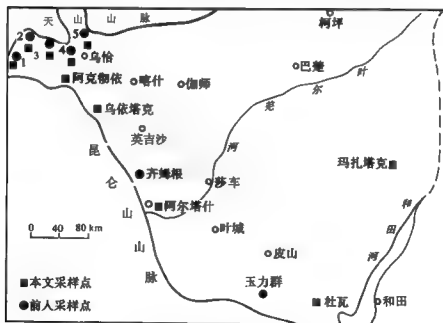 天 山 山 脉
柯坪
2
5
3
4
1
乌恰
阿克彻依
喀什
伽师
巴楚
叶
尔
羌
河
乌依塔克
英吉沙
玛扎塔克
昆
仑
山
山
脉
齐姆根
莎车
阿尔塔什
叶城
皮山
玉力群
杜瓦
和田
和
田
河
0 40 80 km
本文采样点
前人采样点